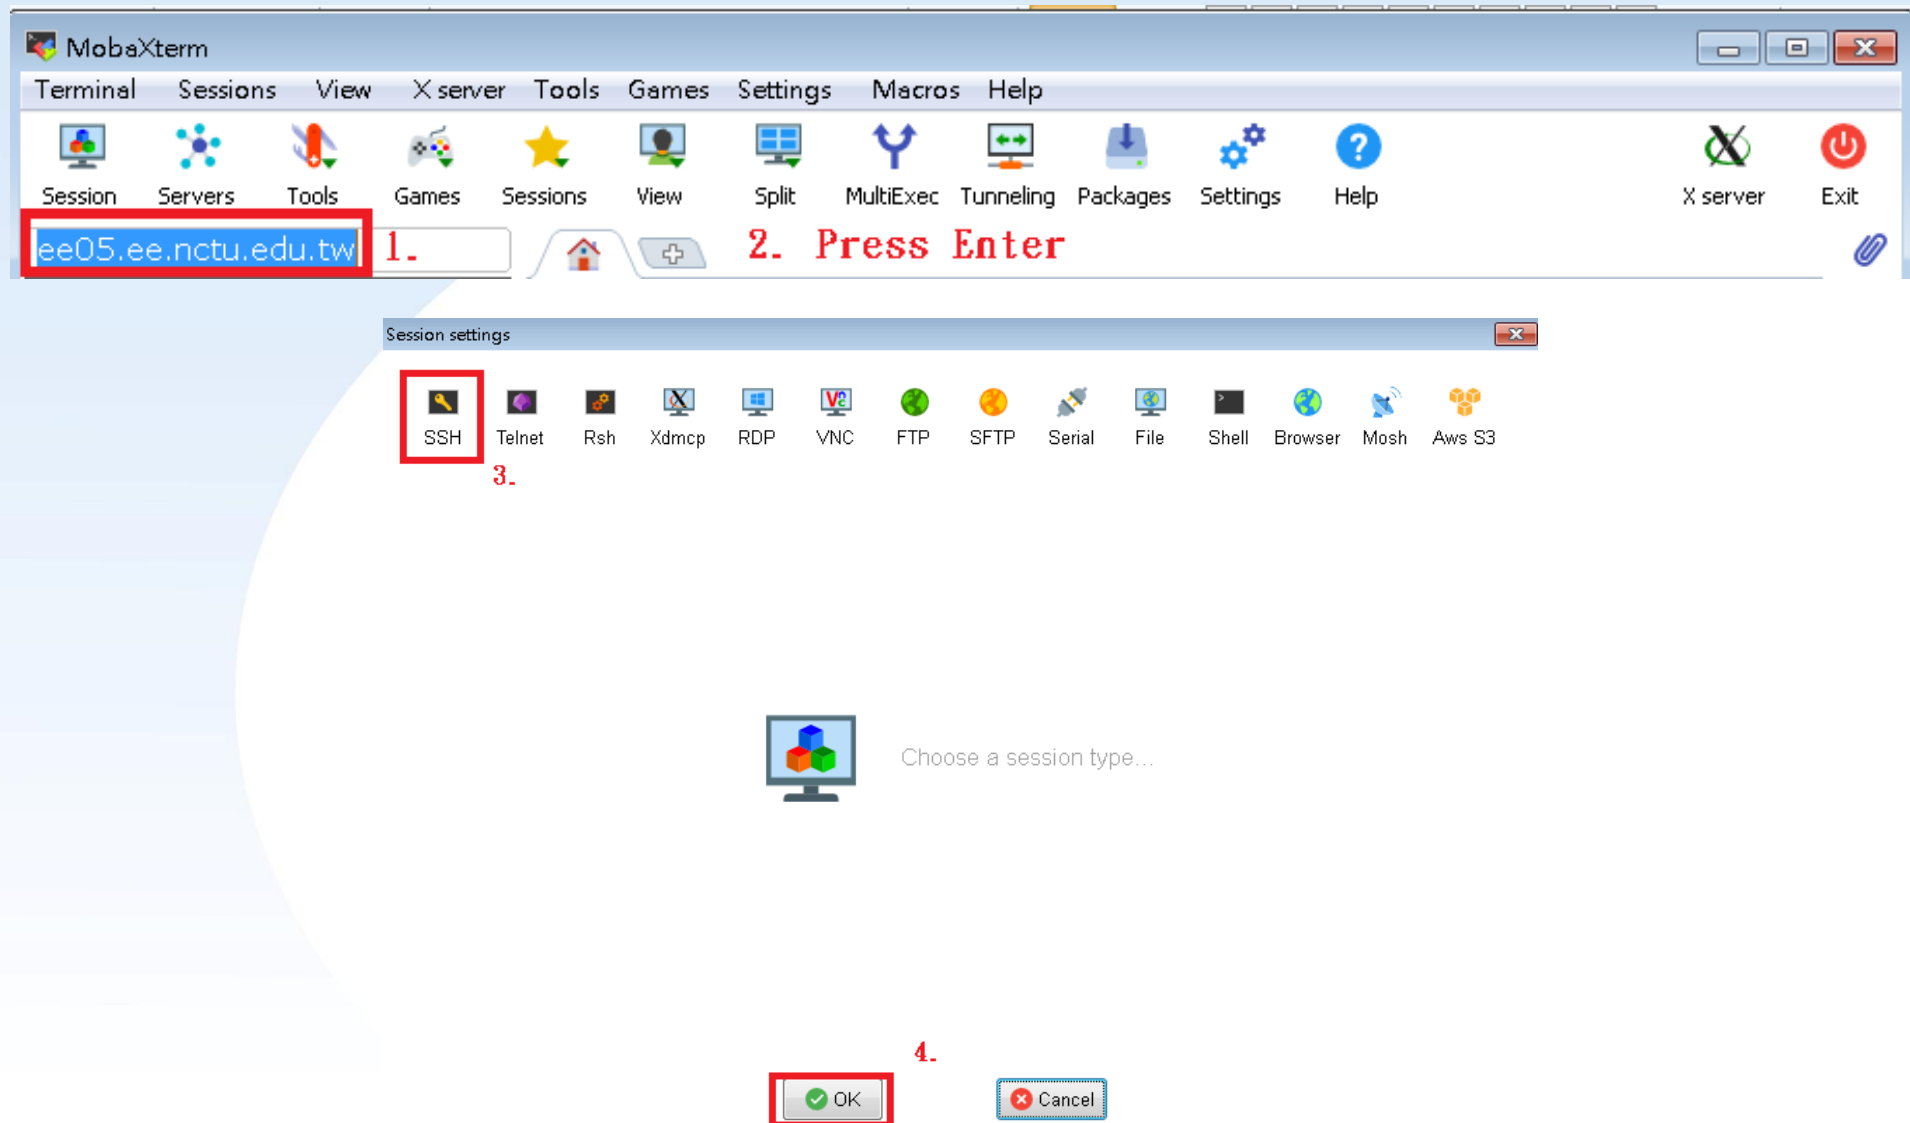 MobaXterm
Terminal Sessions View X server Tools Games Settings Macros Help
Session Servers Tools Games Sessions View Split MultiExec Tunneling Packages Settings Help X server Exit
ee05.ee.nctu.edu.tw 1. 2. Press Enter
Session settings
SSH Telnet Rsh Xdmcp RDP VNC FTP SFTP Serial File Shell Browser Mosh Aws S3
3.
Choose a session type...
4.
OK Cancel